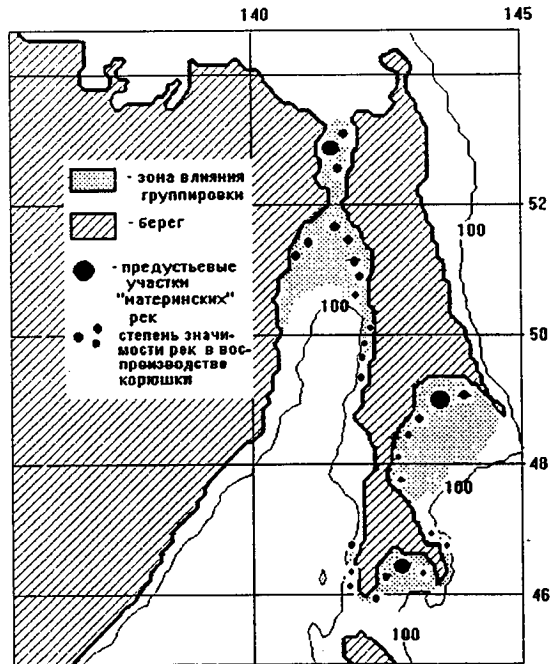 140
145
- зона влияния
группировки
- берег
- предустьевые
участки
"материнских"
рек
степень значи-
мости рек в вос-
производстве
корюшки
52
100
100
50
48
100
46
100